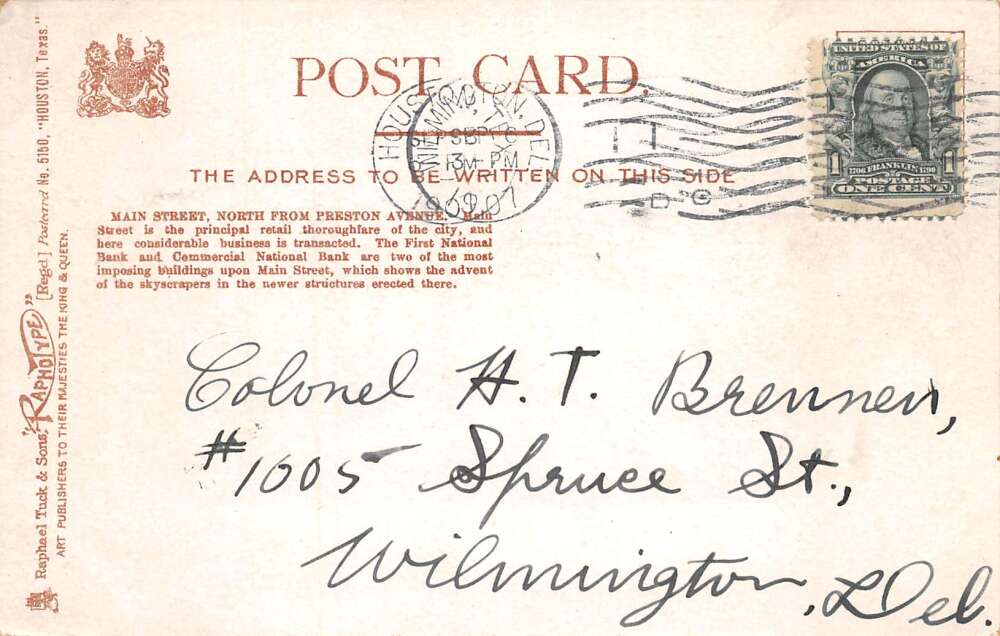 POST CARD.
THE ADDRESS TO BE WRITTEN ON THIS SIDE
MAIN STREET, NORTH FROM PRESTON AVENUE. Main
Street is the principal retail thoroughfare of the city, and
here considerable business is transacted. The First National
Bank and Commercial National Bank are two of the most
imposing buildings upon Main Street, which shows the advent
of the skyscrapers in the newer structures erected there.
UNITED STATES OF
AMERICA
1706 FRANKLIN 1790
1 POSTAGE 1
ONE CENT
Colonel H. T. Brennen,
#1005 Spruce St.,
Wilmington, Del.
Raphael Tuck & Sons' "RAPHOTYPE" [Regd.] Postcard No. 5150, "HOUSTON, Texas."
ART PUBLISHERS TO THEIR MAJESTIES THE KING & QUEEN.